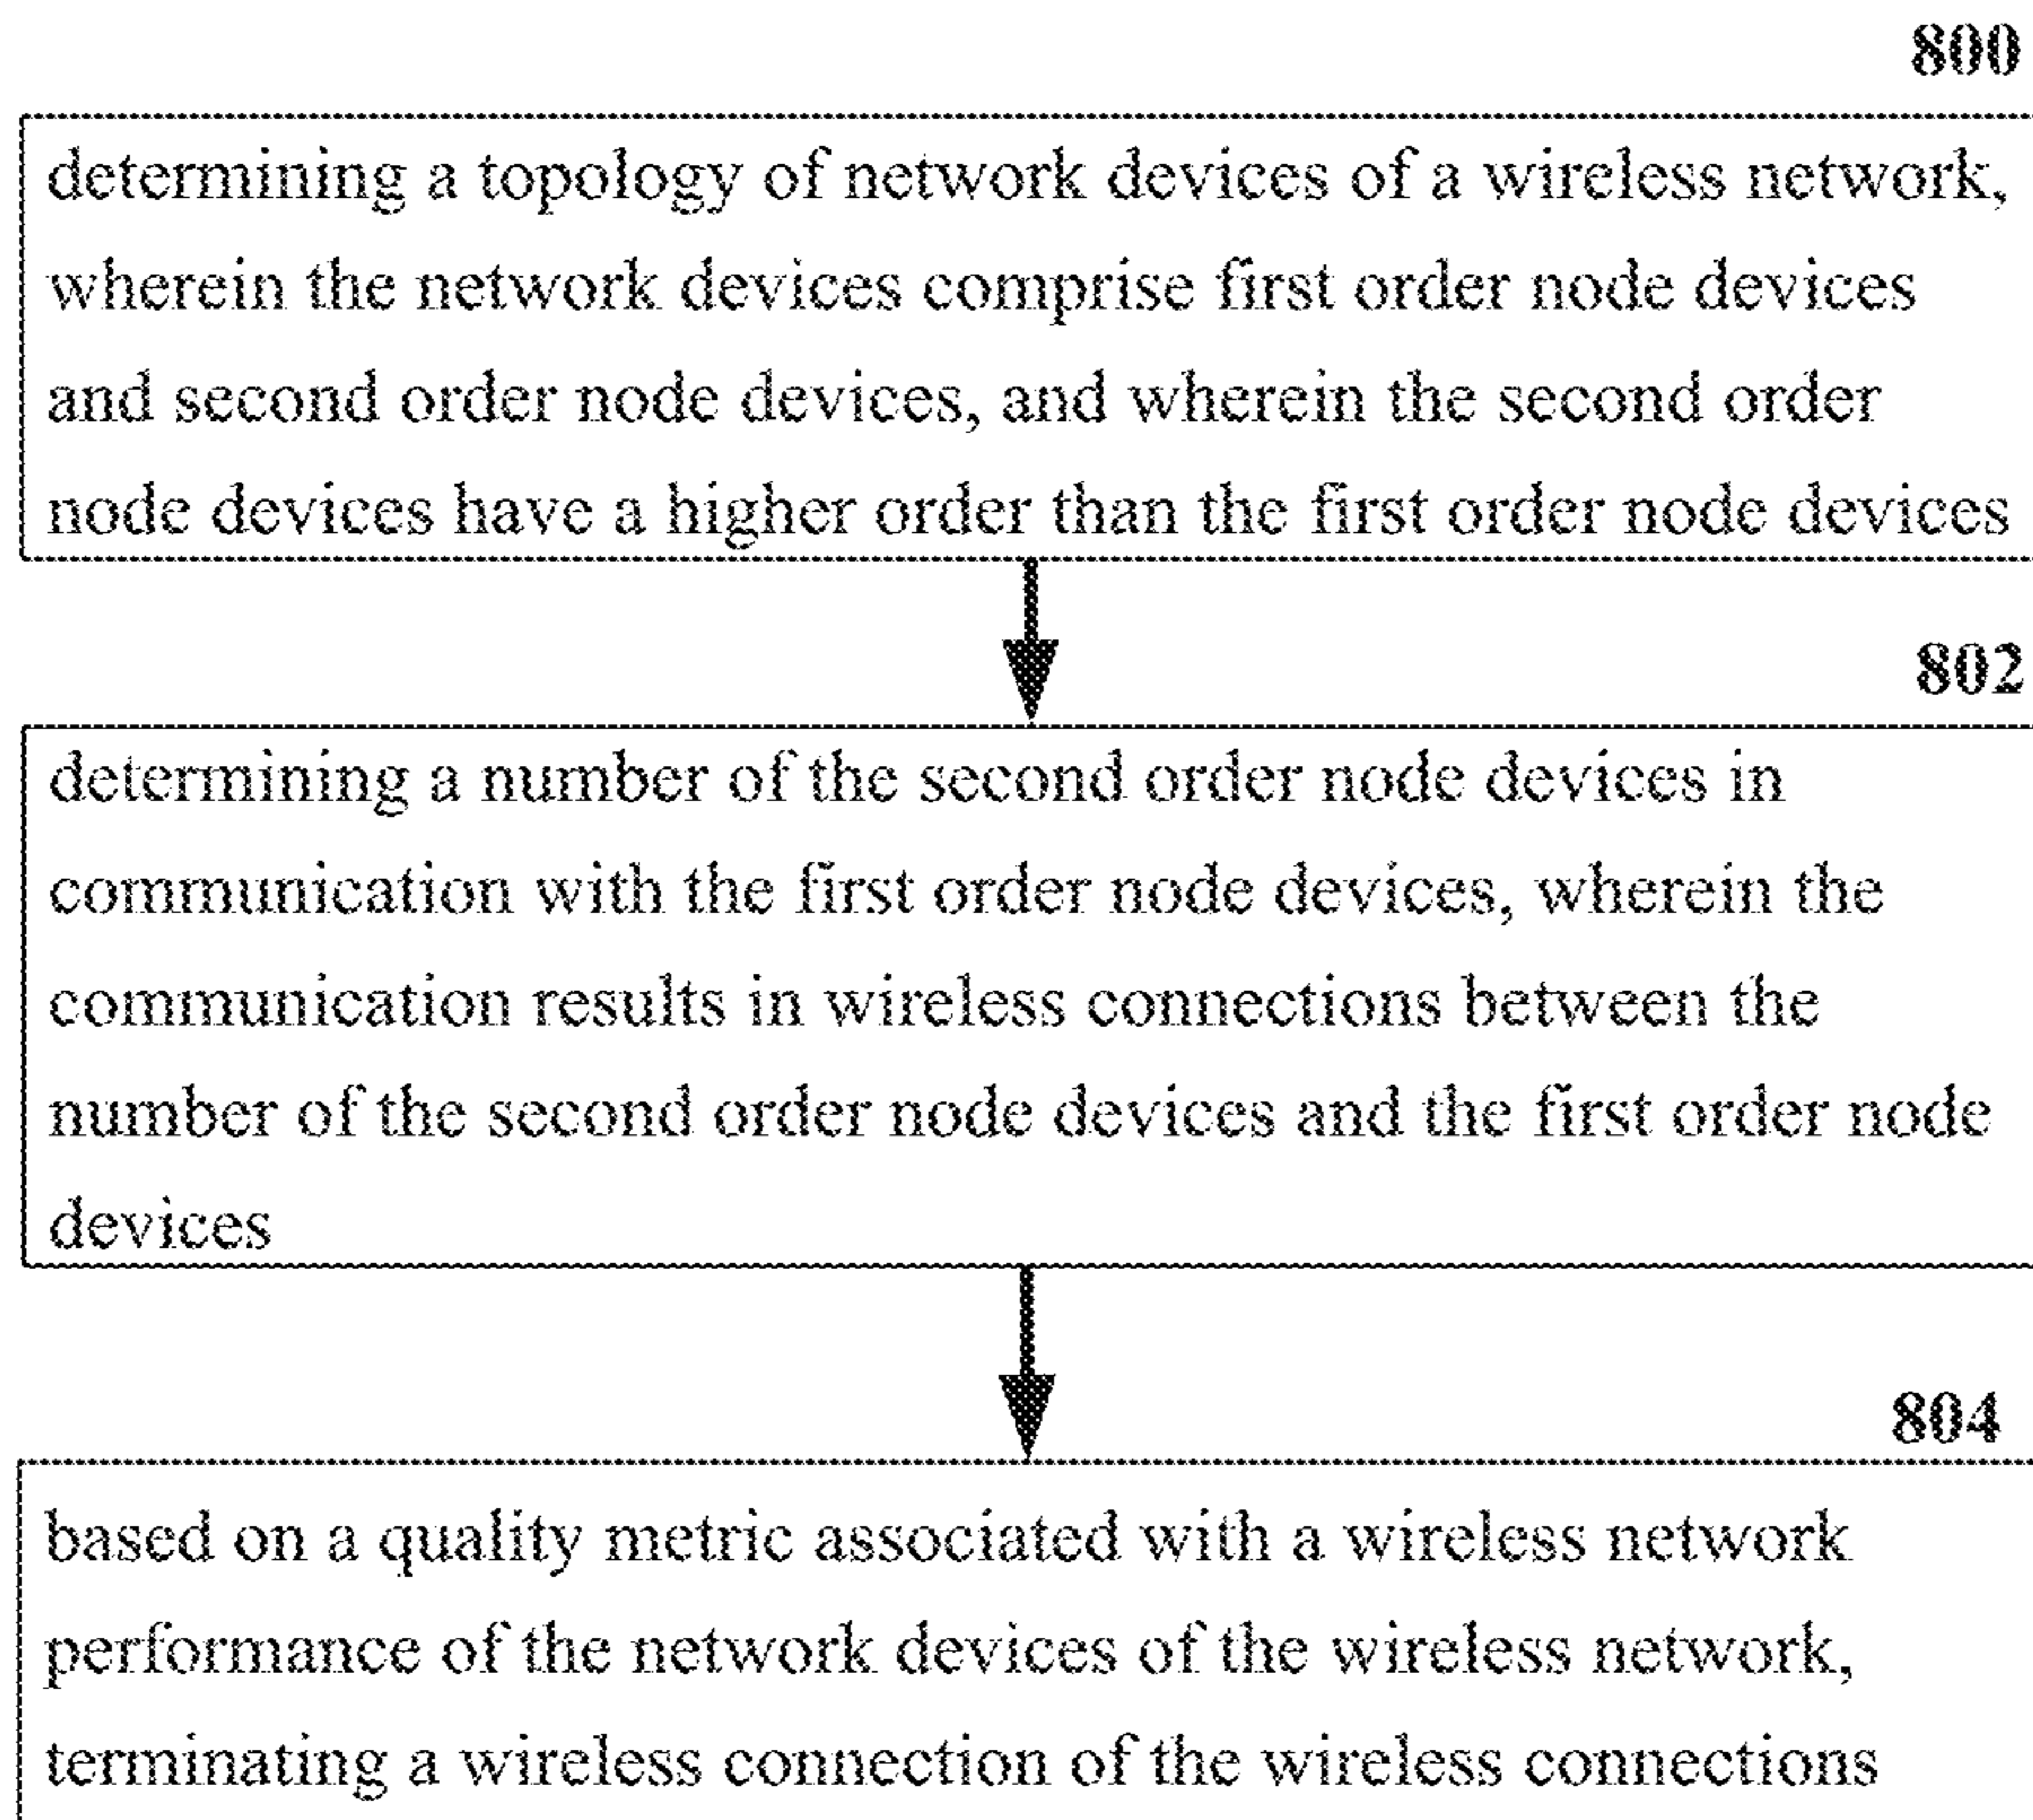 800
determining a topology of network devices of a wireless network,
wherein the network devices comprise first order node devices
and second order node devices, and wherein the second order
node devices have a higher order than the first order node devices
802
determining a number of the second order node devices in
communication with the first order node devices, wherein the
communication results in wireless connections between the
number of the second order node devices and the first order node
devices
804
based on a quality metric associated with a wireless network
performance of the network devices of the wireless network,
terminating a wireless connection of the wireless connections